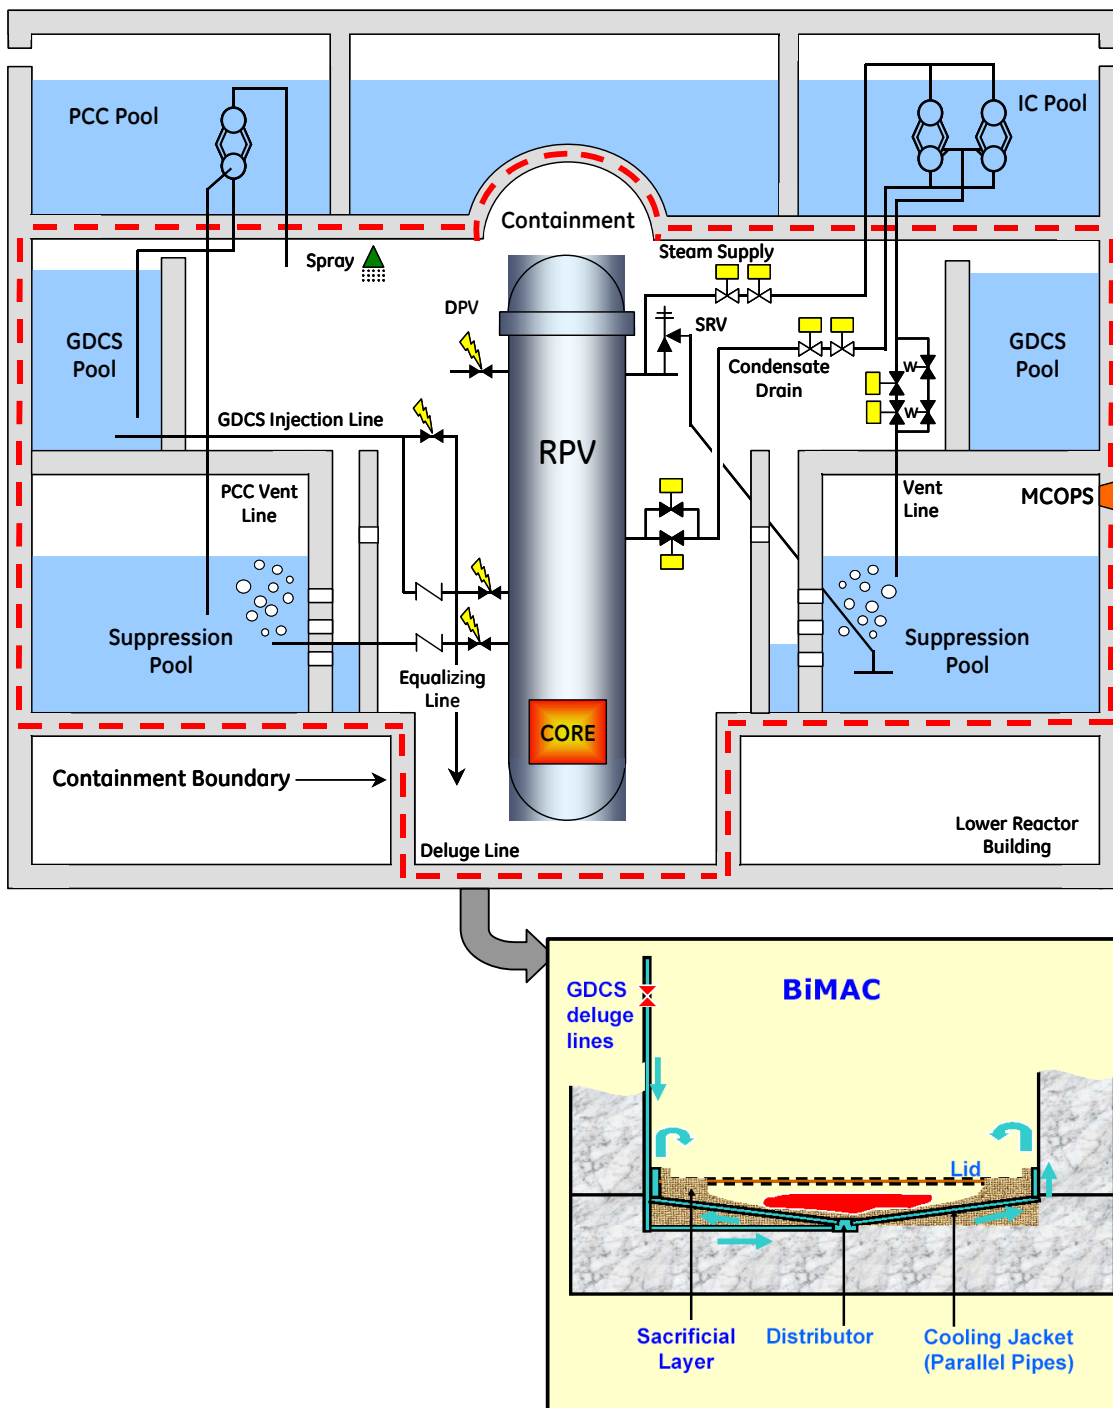 PCC Pool
IC Pool
Containment
Steam Supply
Spray
DPV
SRV
GDCS
Pool
GDCS
Pool
Condensate
Drain
W
W
GDCS Injection Line
RPV
PCC Vent
Line
Vent
Line
MCOPS
Suppression
Pool
Suppression
Pool
Equalizing
Line
CORE
Containment Boundary
Deluge Line
Lower Reactor
Building
BiMAC
GDCS
deluge
lines
Lid
Sacrificial
Layer
Distributor
Cooling Jacket
(Parallel Pipes)